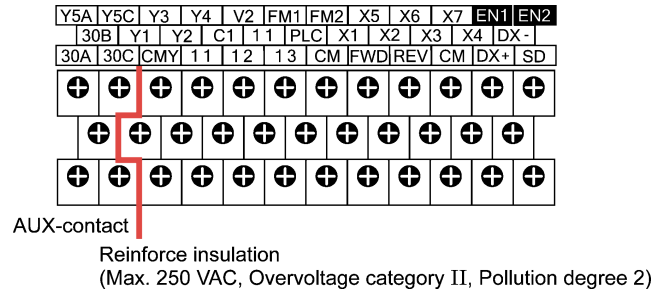 Y5A Y5C Y3 Y4 V2 FM1 FM2 X5 X6 X7 EN1 EN2
30B Y1 Y2 C1 11 PLC X1 X2 X3 X4 DX-
30A 30C CMY 11 12 13 CM FWD REV CM DX+ SD
AUX-contact
Reinforce insulation
(Max. 250 VAC, Overvoltage category II, Pollution degree 2)